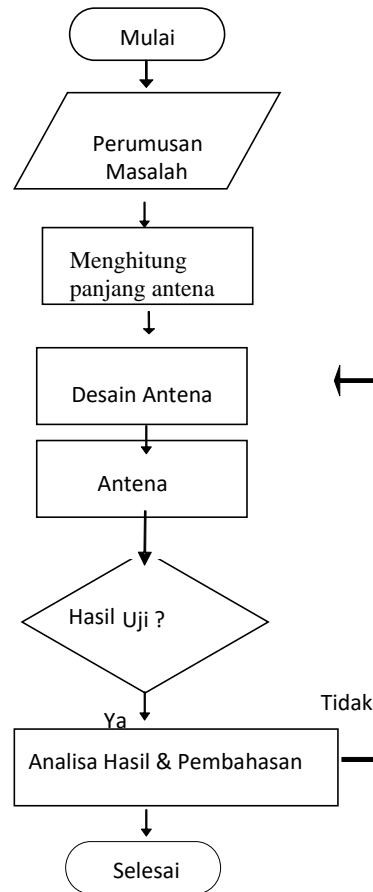 Mulai
Perumusan
Masalah
Menghitung
panjang antena
Desain Antena
Antena
Hasil Uji ?
Tidak
Ya
Analisa Hasil & Pembahasan
Selesai